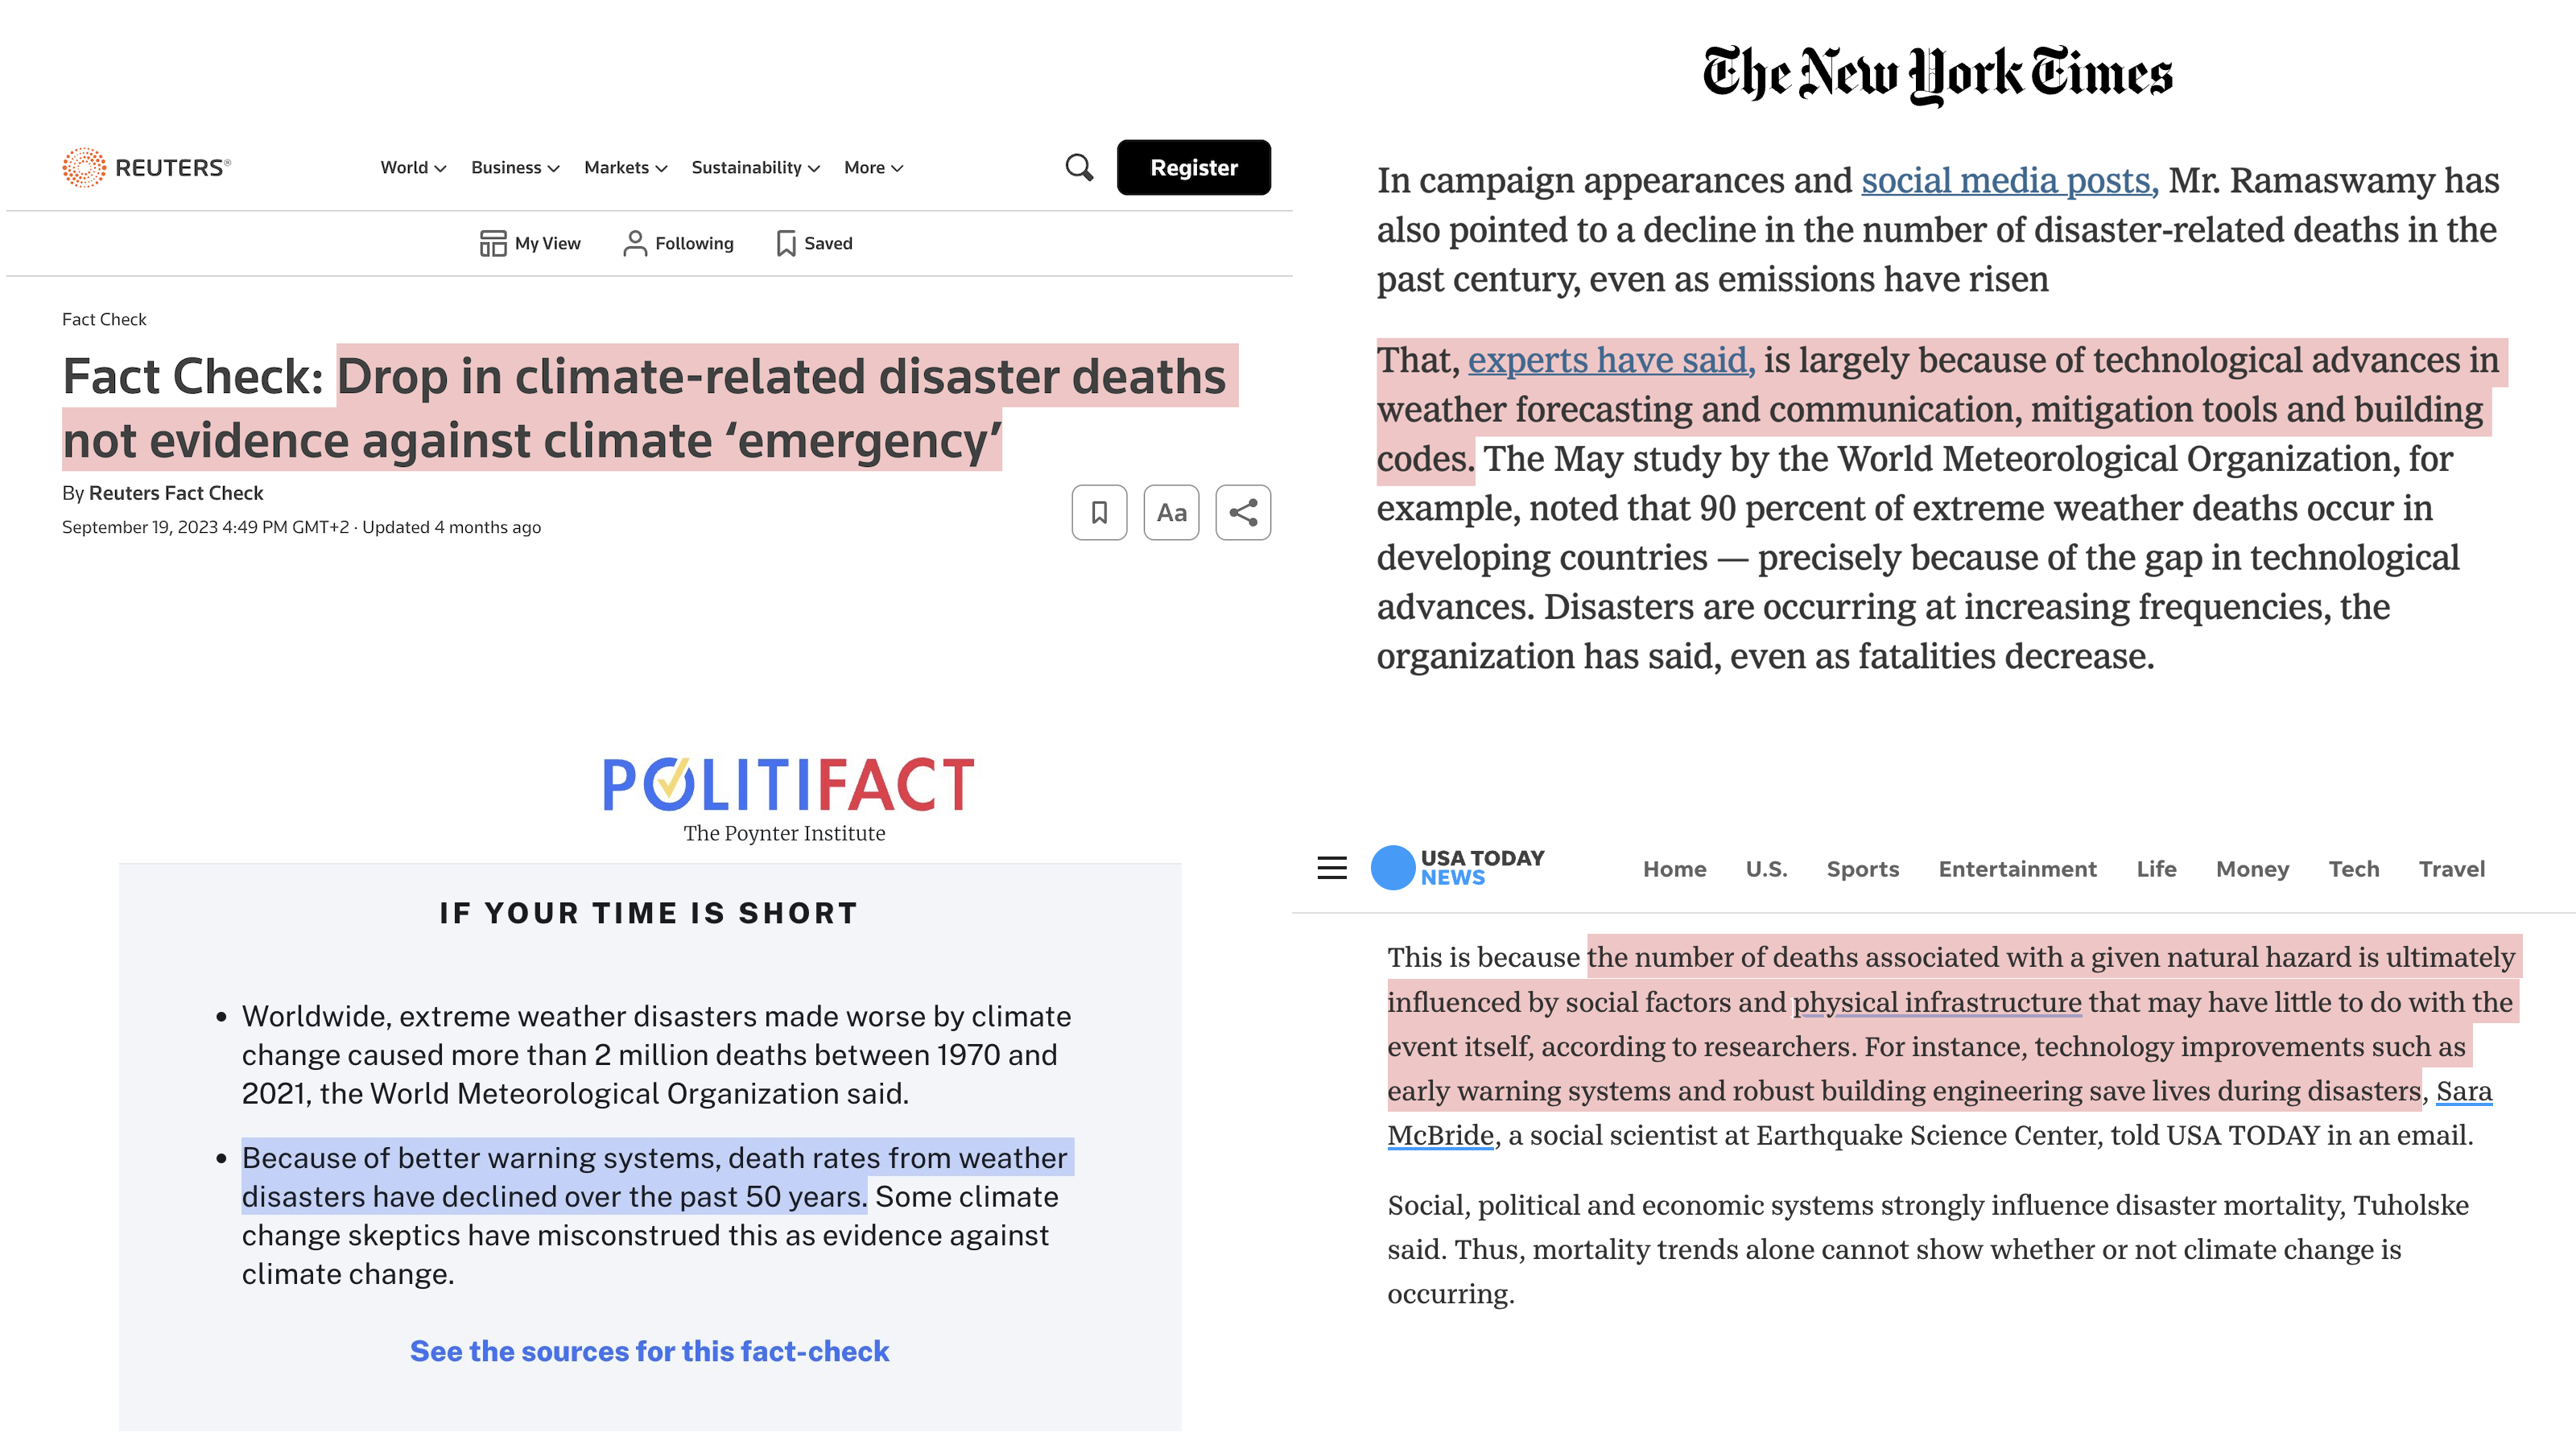 REUTERS®
World
Business
Markets
Sustainability
More
Register
My View
Following
Saved
Fact Check
Fact Check: Drop in climate-related disaster deaths
not evidence against climate ‘emergency’
By Reuters Fact Check
September 19, 2023 4:49 PM GMT+2 · Updated 4 months ago
Aa
The New York Times
In campaign appearances and social media posts, Mr. Ramaswamy has
also pointed to a decline in the number of disaster-related deaths in the
past century, even as emissions have risen
That, experts have said, is largely because of technological advances in
weather forecasting and communication, mitigation tools and building
codes. The May study by the World Meteorological Organization, for
example, noted that 90 percent of extreme weather deaths occur in
developing countries — precisely because of the gap in technological
advances. Disasters are occurring at increasing frequencies, the
organization has said, even as fatalities decrease.
POLITIFACT
The Poynter Institute
IF YOUR TIME IS SHORT
• Worldwide, extreme weather disasters made worse by climate
change caused more than 2 million deaths between 1970 and
2021, the World Meteorological Organization said.
• Because of better warning systems, death rates from weather
disasters have declined over the past 50 years. Some climate
change skeptics have misconstrued this as evidence against
climate change.
See the sources for this fact-check
USA TODAY
NEWS
Home
U.S.
Sports
Entertainment
Life
Money
Tech
Travel
This is because the number of deaths associated with a given natural hazard is ultimately
influenced by social factors and physical infrastructure that may have little to do with the
event itself, according to researchers. For instance, technology improvements such as
early warning systems and robust building engineering save lives during disasters, Sara
McBride, a social scientist at Earthquake Science Center, told USA TODAY in an email.
Social, political and economic systems strongly influence disaster mortality, Tuholske
said. Thus, mortality trends alone cannot show whether or not climate change is
occurring.